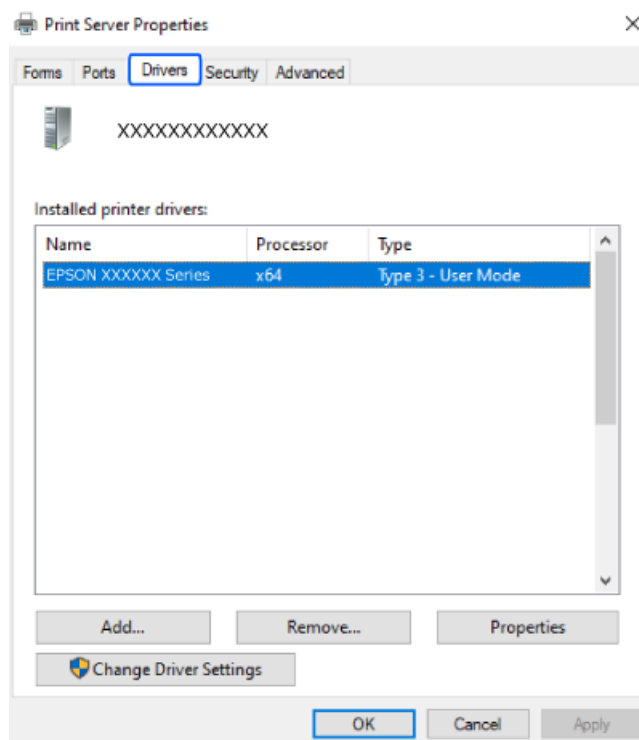 Print Server Properties
Forms Ports Drivers Security Advanced
XXXXXXXXXXXX
Installed printer drivers:
Name Processor Type
EPSON XXXXXX Series x64 Type 3 - User Mode
Add... Remove... Properties
Change Driver Settings
OK Cancel Apply